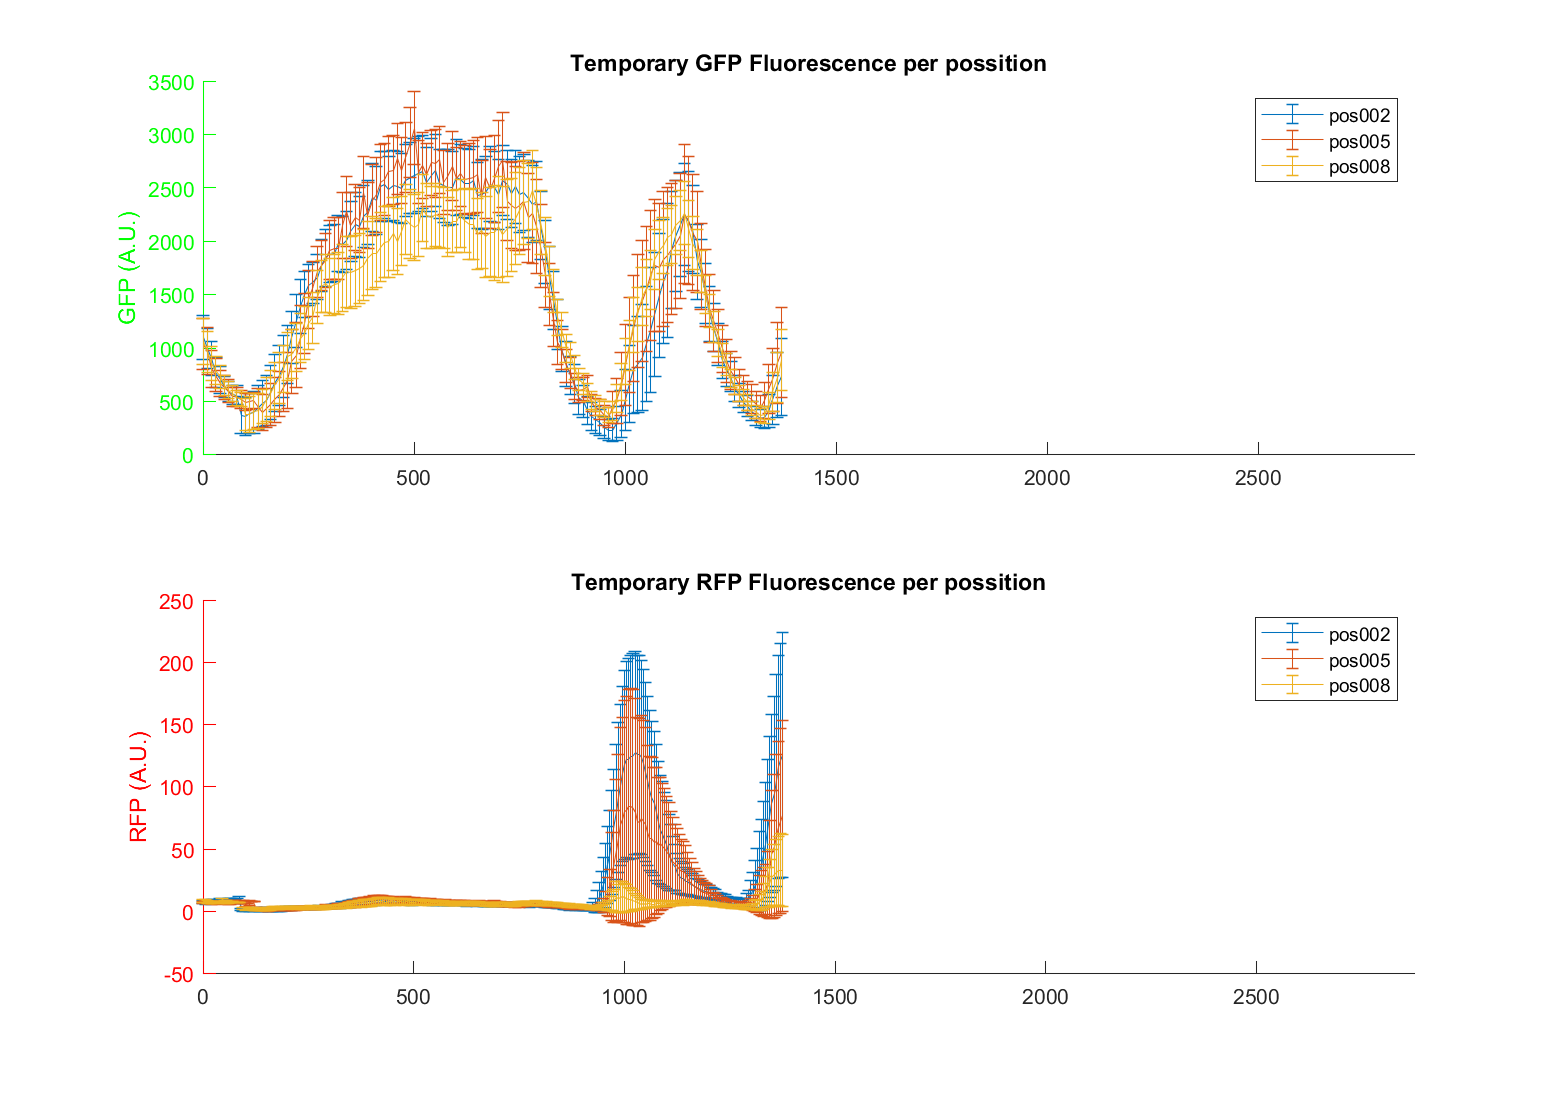 Temporary GFP Fluorescence per possition
GFP (A.U.)
3500
3000
2500
2000
1500
1000
500
0
0 500 1000 1500 2000 2500
pos002
pos005
pos008
Temporary RFP Fluorescence per possition
RFP (A.U.)
250
200
150
100
50
0
-50
0 500 1000 1500 2000 2500
pos002
pos005
pos008